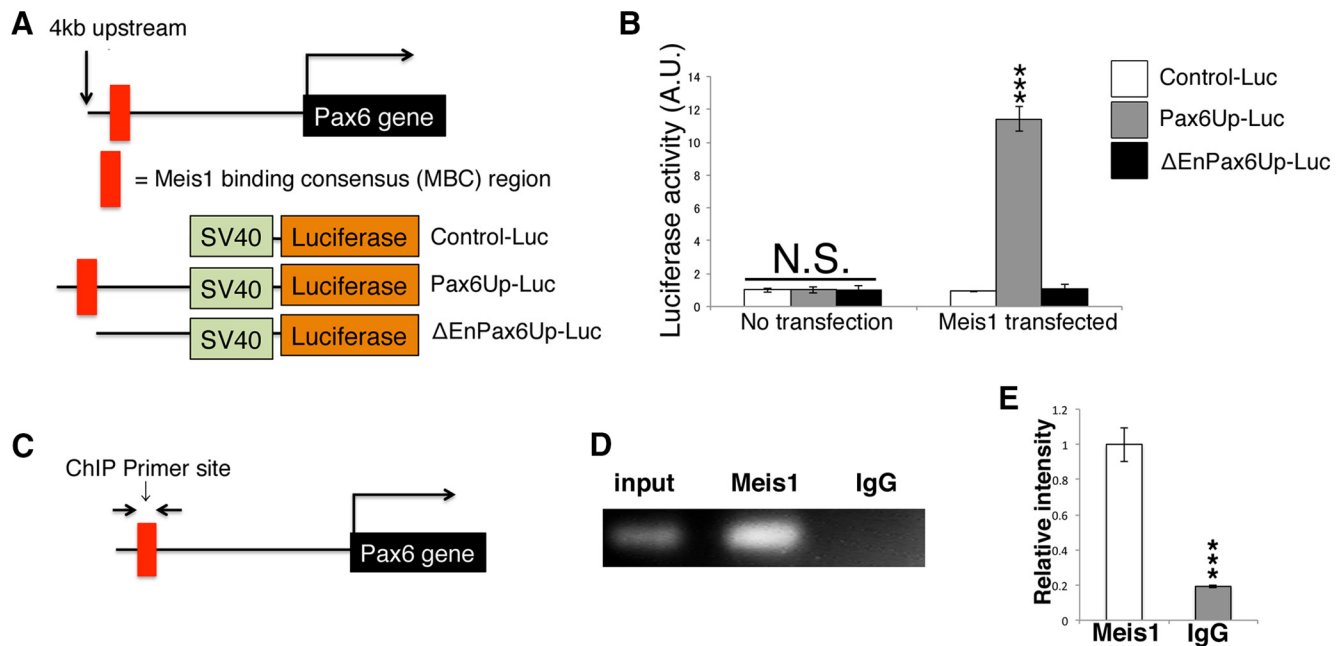 A
4kb upstream
Pax6 gene
= Meis1 binding consensus (MBC) region
SV40 Luciferase Control-Luc
SV40 Luciferase Pax6Up-Luc
SV40 Luciferase ΔEnPax6Up-Luc
B
Luciferase activity (A.U.)
14
12
10
8
6
4
2
0
N.S.
***
No transfection
Meis1 transfected
Control-Luc
Pax6Up-Luc
ΔEnPax6Up-Luc
C
ChIP Primer site
Pax6 gene
D
input Meis1 IgG
E
Relative intensity
1.2
1
0.8
0.6
0.4
0.2
0
***
Meis1 IgG